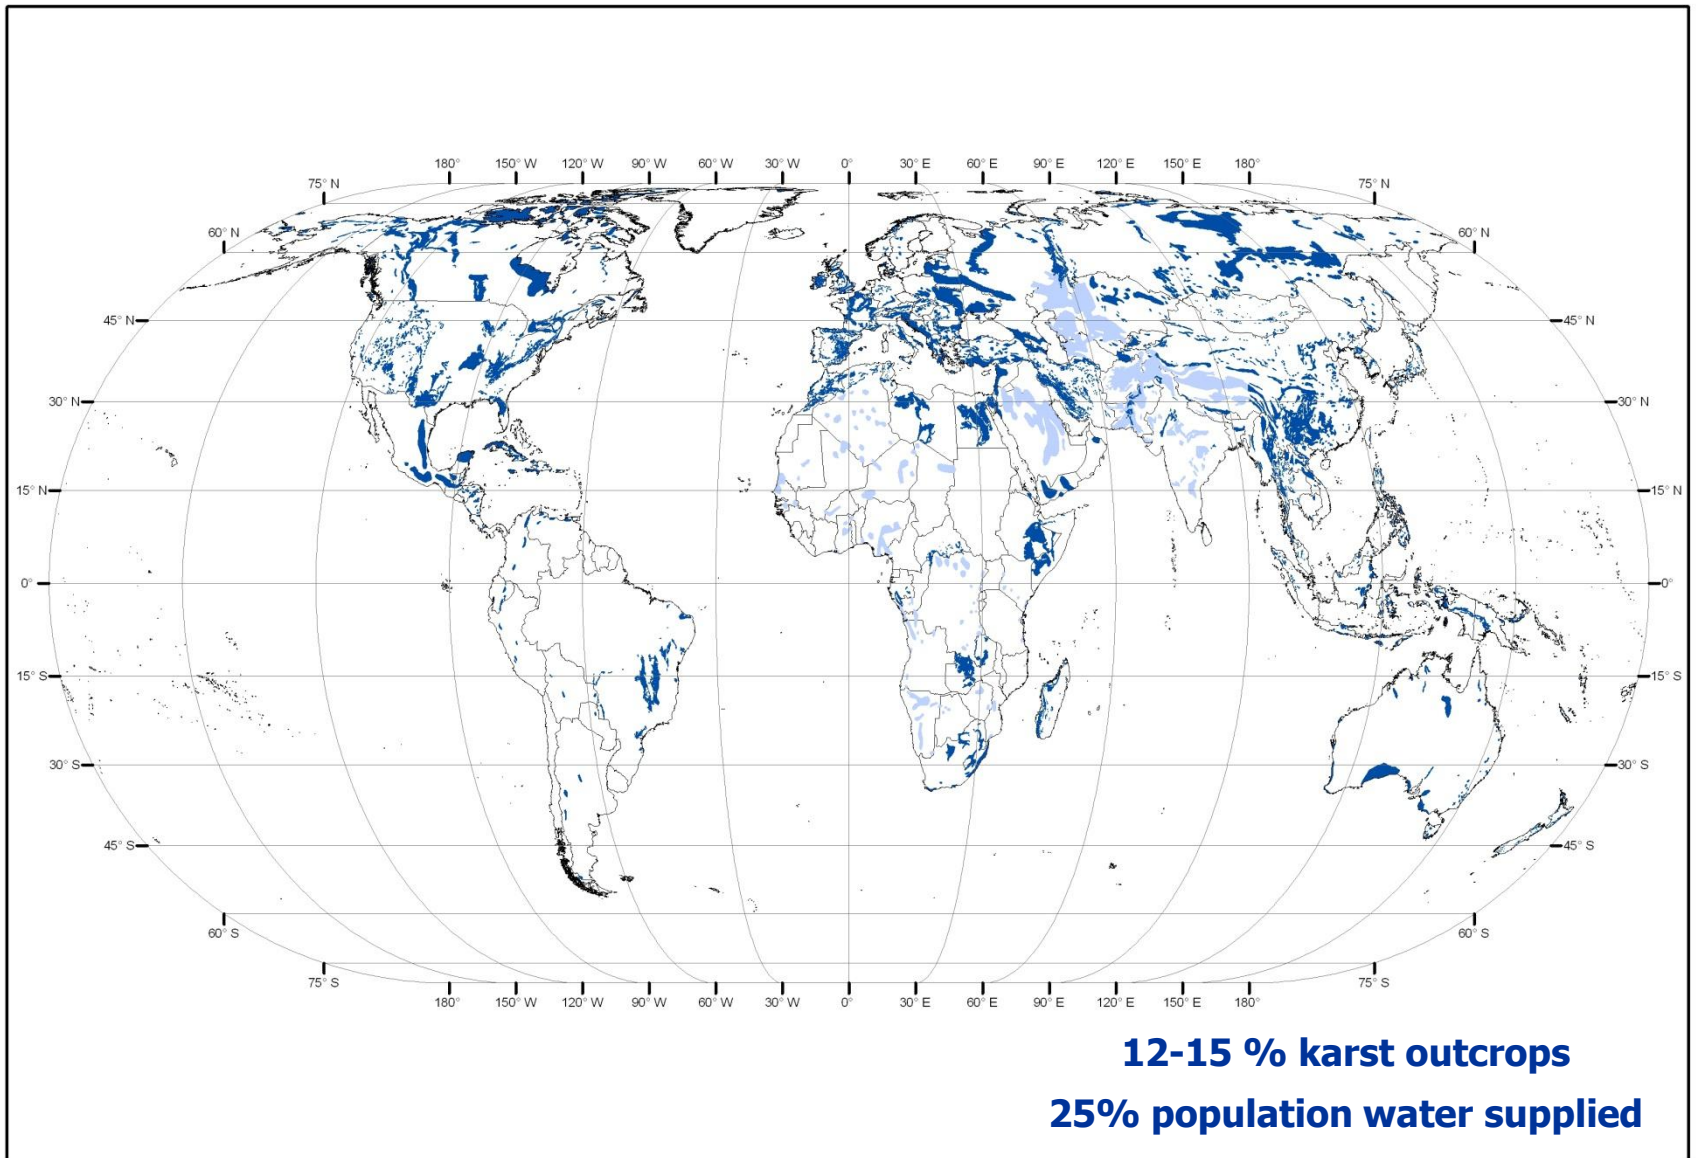 180° 150° W 120° W 90° W 60° W 30° W 0° 30° E 60° E 90° E 120° E 150° E 180°
75° N 75° N
60° N 60° N
45° N 45° N
30° N 30° N
15° N 15° N
0° 0°
15° S 15° S
30° S 30° S
45° S 45° S
60° S 60° S
75° S 75° S
180° 150° W 120° W 90° W 60° W 30° W 0° 30° E 60° E 90° E 120° E 150° E 180°
12-15 % karst outcrops
25% population water supplied